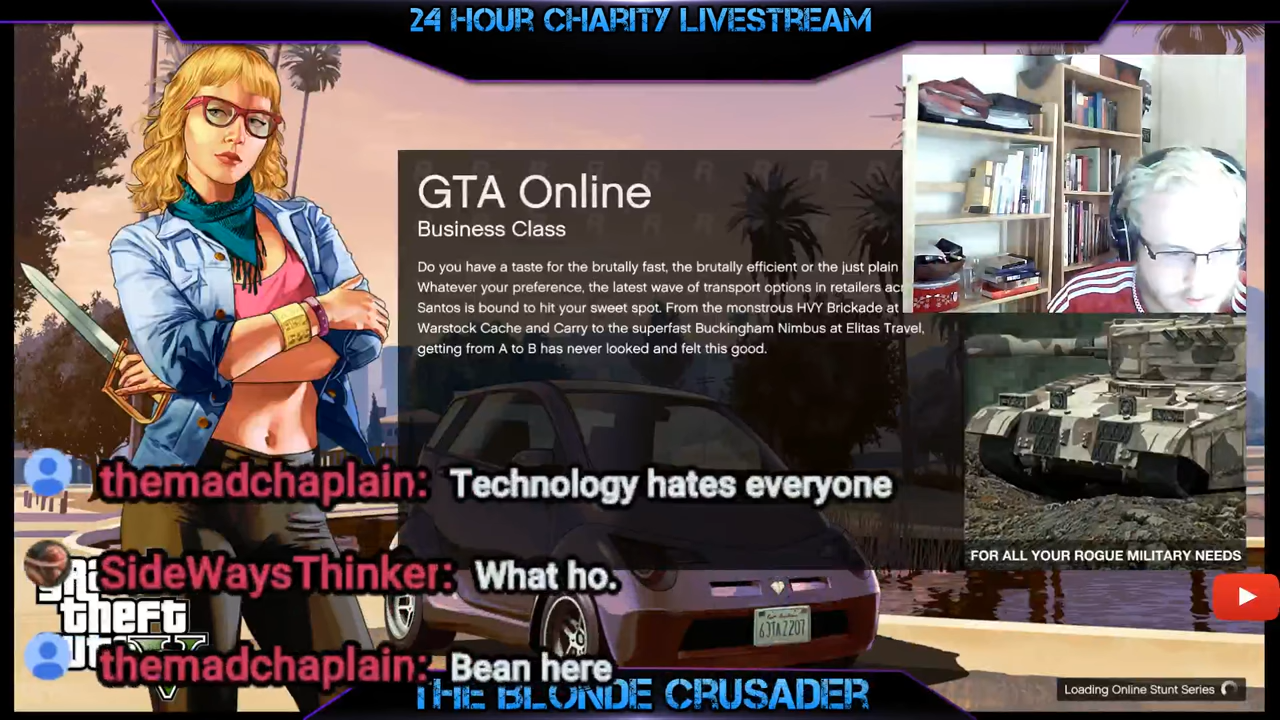 24 HOUR CHARITY LIVESTREAM
GTA Online
Business Class
Do you have a taste for the brutally fast, the brutally efficient or the just plain
Whatever your preference, the latest wave of transport options in retailers
Santos is bound to hit your sweet spot. From the monstrous HVY Brickade at
Warstock Cache and Carry to the superfast Buckingham Nimbus at Elitas Travel,
getting from A to B has never looked and felt this good.
themadchaplain: Technology hates everyone
FOR ALL YOUR ROGUE MILITARY NEEDS
SideWaysThinker: What ho.
theft
V
themadchaplain: Bean here
Loading Online Stunt Series
THE BLONDE CRUSADER